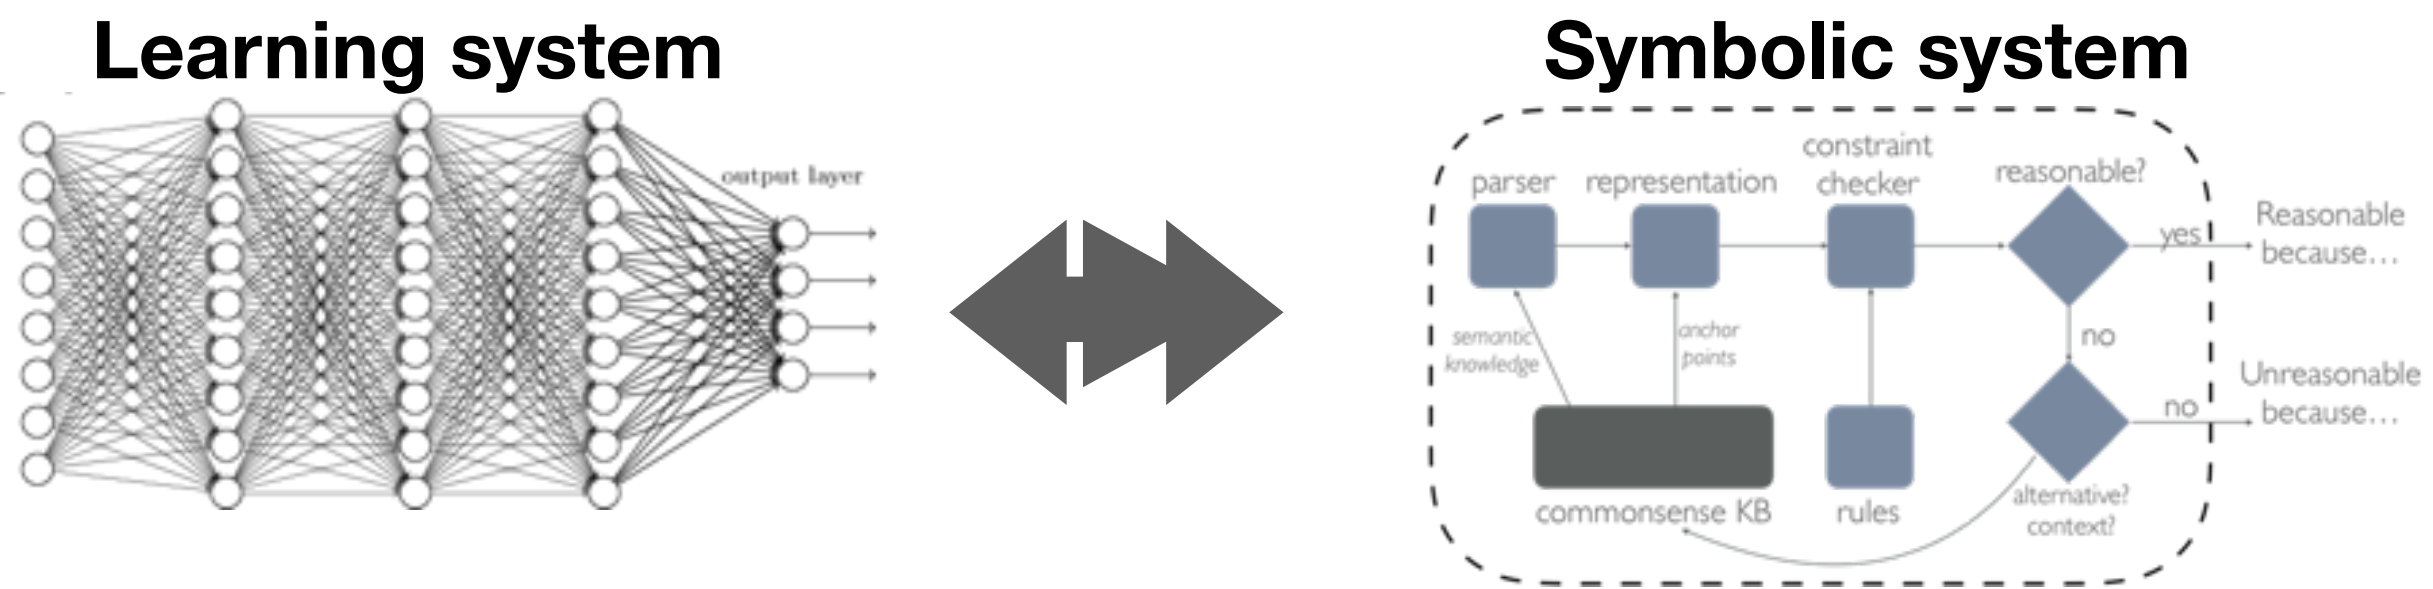 Learning system
output layer
Symbolic system
parser
representation
constraint
checker
reasonable?
yes
Reasonable
because...
semantic
knowledge
anchor
points
no
Unreasonable
because...
no
commonsense KB
rules
alternative?
context?